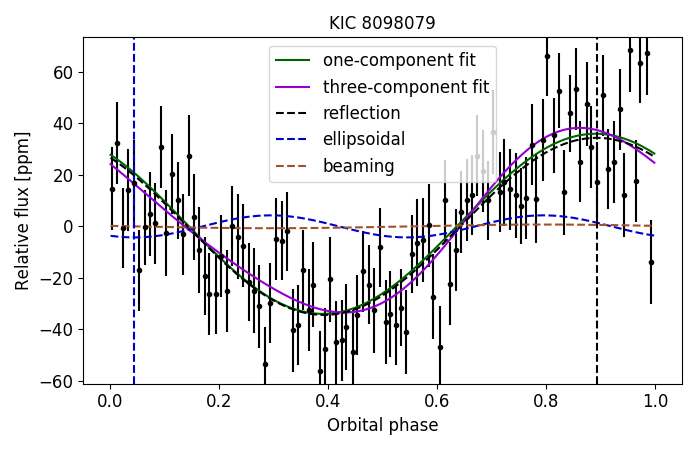 KIC 8098079
one-component fit
three-component fit
reflection
ellipsoidal
beaming
Relative flux [ppm]
60
40
20
0
−20
−40
−60
0.0 0.2 0.4 0.6 0.8 1.0
Orbital phase